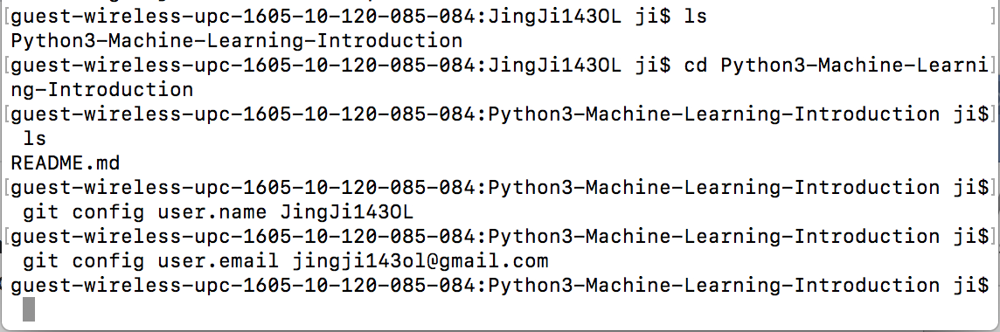 [guest-wireless-upc-1605-10-120-085-084:JingJi143OL ji$ ls ]
Python3-Machine-Learning-Introduction
[guest-wireless-upc-1605-10-120-085-084:JingJi143OL ji$ cd Python3-Machine-Learni]
ng-Introduction
[guest-wireless-upc-1605-10-120-085-084:Python3-Machine-Learning-Introduction ji$]
ls
README.md
[guest-wireless-upc-1605-10-120-085-084:Python3-Machine-Learning-Introduction ji$]
git config user.name JingJi143OL
[guest-wireless-upc-1605-10-120-085-084:Python3-Machine-Learning-Introduction ji$]
git config user.email jingji143ol@gmail.com
guest-wireless-upc-1605-10-120-085-084:Python3-Machine-Learning-Introduction ji$